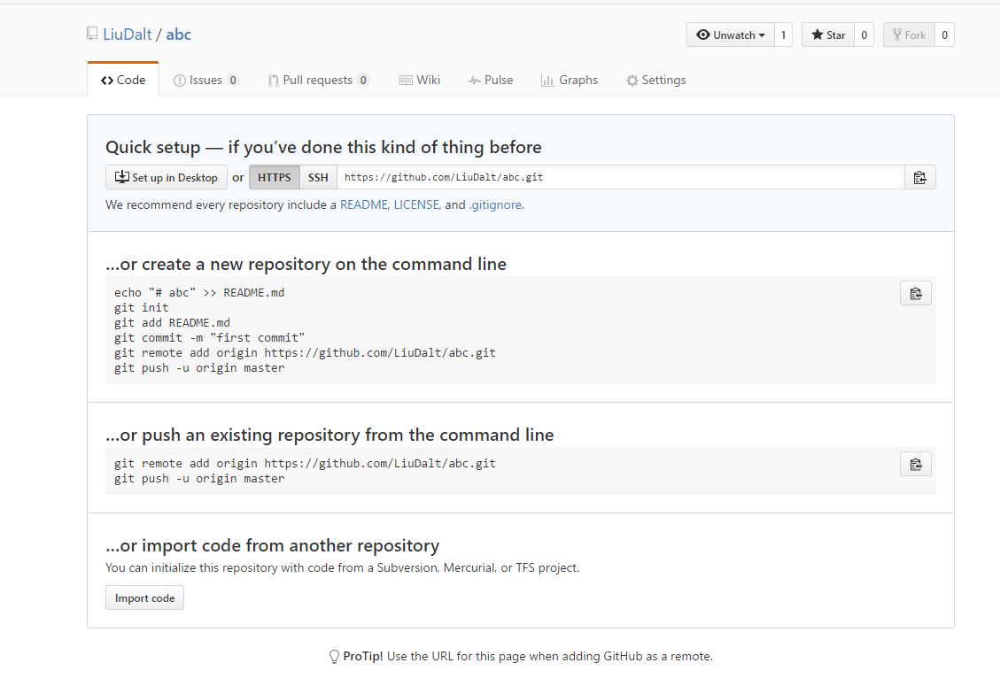 LiuDalt / abc
Unwatch 1 Star 0 Fork 0
Code Issues 0 Pull requests 0 Wiki Pulse Graphs Settings
Quick setup — if you’ve done this kind of thing before
Set up in Desktop or HTTPS SSH https://github.com/LiuDalt/abc.git
We recommend every repository include a README, LICENSE, and .gitignore.
…or create a new repository on the command line
echo "# abc" >> README.md
git init
git add README.md
git commit -m "first commit"
git remote add origin https://github.com/LiuDalt/abc.git
git push -u origin master
…or push an existing repository from the command line
git remote add origin https://github.com/LiuDalt/abc.git
git push -u origin master
…or import code from another repository
You can initialize this repository with code from a Subversion, Mercurial, or TFS project.
Import code
ProTip! Use the URL for this page when adding GitHub as a remote.